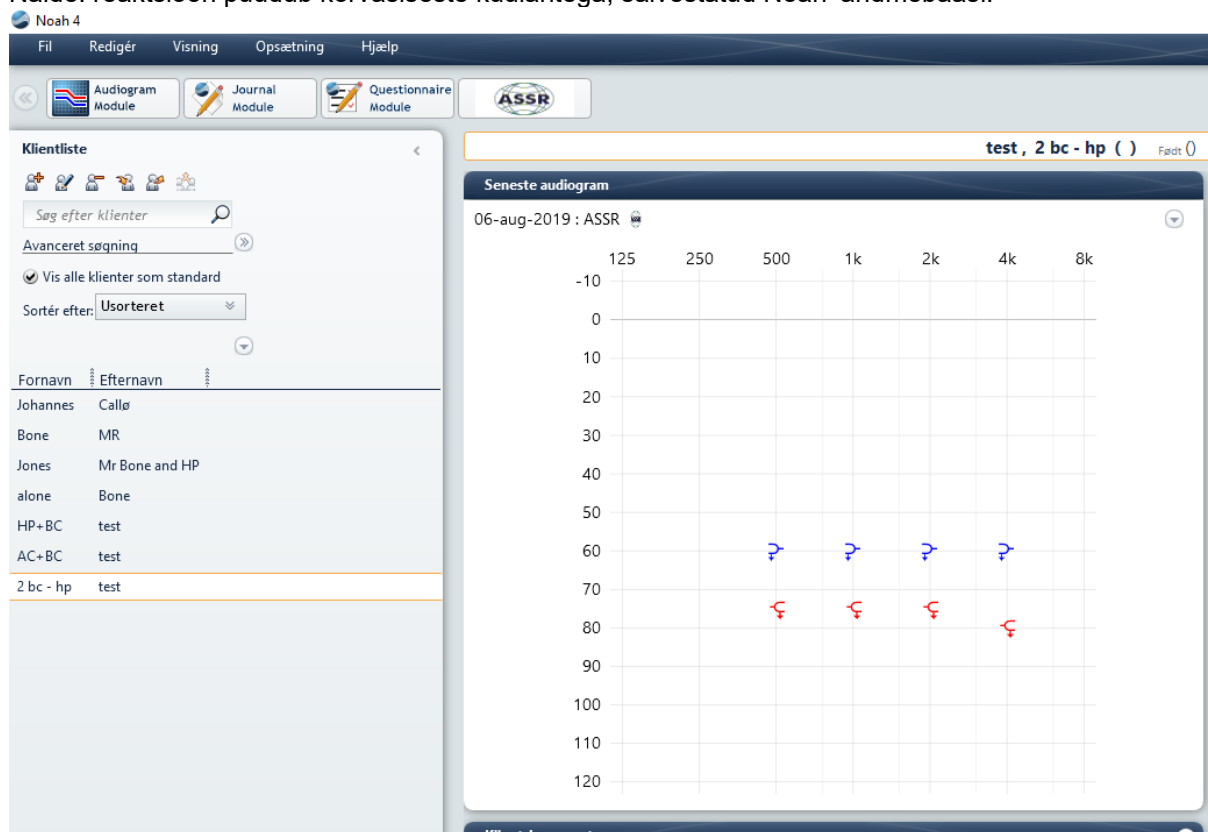 Noah 4
Fil Redigér Visning Opsætning Hjælp
Audiogram Module
Journal Module
Questionnaire Module
ASSR
Klientliste
test , 2 bc - hp ( ) Født ()
Søg efter klienter
Avanceret søgning
Vis alle klienter som standard
Sortér efter: Usorteret
Fornavn Efternavn
Johannes Callø
Bone MR
Jones Mr Bone and HP
alone Bone
HP+BC test
AC+BC test
2 bc - hp test
Seneste audiogram
06-aug-2019 : ASSR
125 250 500 1k 2k 4k 8k
-10
0
10
20
30
40
50
60
70
80
90
100
110
120